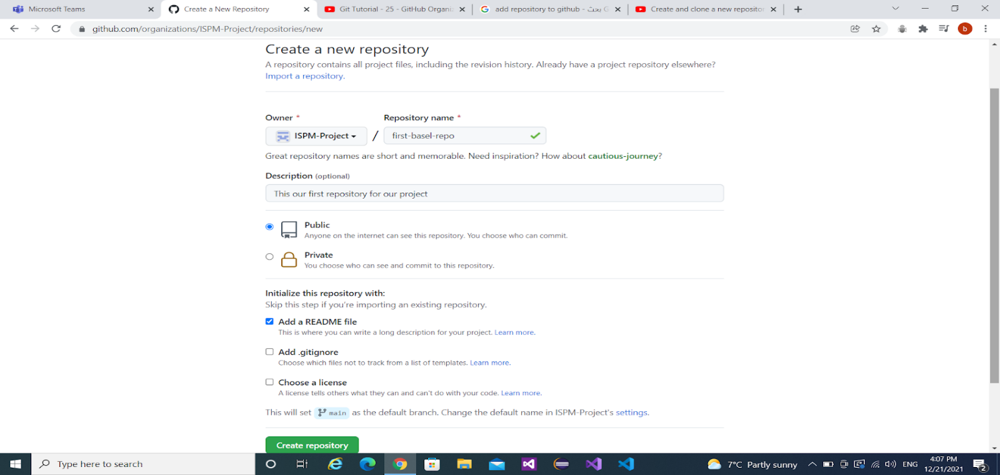 Microsoft Teams
Create a New Repository
Git Tutorial - 25 - GitHub Organiz
add repository to github - بحث G
Create and clone a new repositor
github.com/organizations/ISPM-Project/repositories/new
b
Create a new repository
A repository contains all project files, including the revision history. Already have a project repository elsewhere?
Import a repository.
Owner * Repository name *
ISPM-Project / first-basel-repo
Great repository names are short and memorable. Need inspiration? How about cautious-journey?
Description (optional)
This our first repository for our project
Public
Anyone on the internet can see this repository. You choose who can commit.
Private
You choose who can see and commit to this repository.
Initialize this repository with:
Skip this step if you're importing an existing repository.
Add a README file
This is where you can write a long description for your project. Learn more.
Add .gitignore
Choose which files not to track from a list of templates. Learn more.
Choose a license
A license tells others what they can and can't do with your code. Learn more.
This will set main as the default branch. Change the default name in ISPM-Project's settings.
Create repository
Type here to search
7°C Partly sunny
ENG
4:07 PM
12/21/2021
2